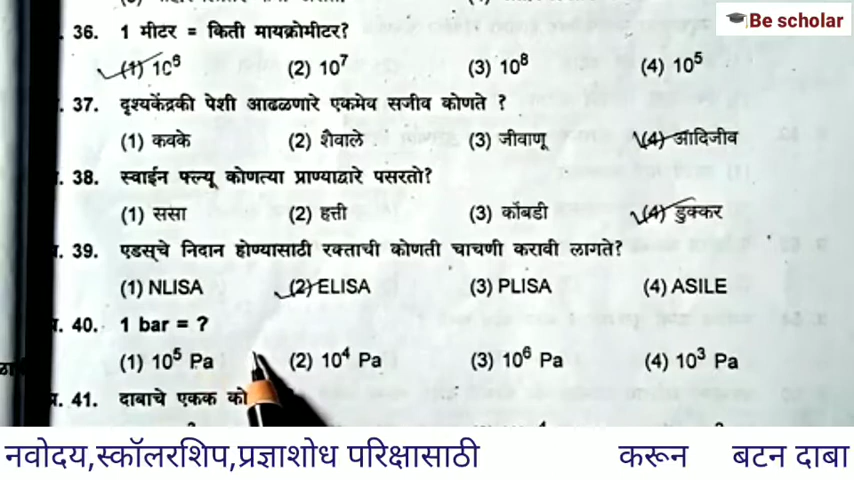 Be scholar
36. 1 मीटर = किती मायक्रोमीटर?
(1) 10⁶ (2) 10⁷ (3) 10⁸ (4) 10⁵
. 37. दृश्यकेंद्रकी पेशी आढळणारे एकमेव सजीव कोणते ?
(1) कवके (2) शैवाले (3) जीवाणू (4) आदिजीव
. 38. स्वाईन फ्ल्यू कोणत्या प्राण्याद्वारे पसरतो?
(1) ससा (2) हत्ती (3) कोंबडी (4) डुक्कर
प्र. 39. एडस्‌चे निदान होण्यासाठी रक्ताची कोणती चाचणी करावी लागते?
(1) NLISA (2) ELISA (3) PLISA (4) ASILE
प्र. 40. 1 bar = ?
(1) 10⁵ Pa (2) 10⁴ Pa (3) 10⁶ Pa (4) 10³ Pa
प्र. 41. दाबाचे एकक को
नवोदय,स्कॉलरशिप,प्रज्ञाशोध परिक्षासाठी करून बटन दाबा